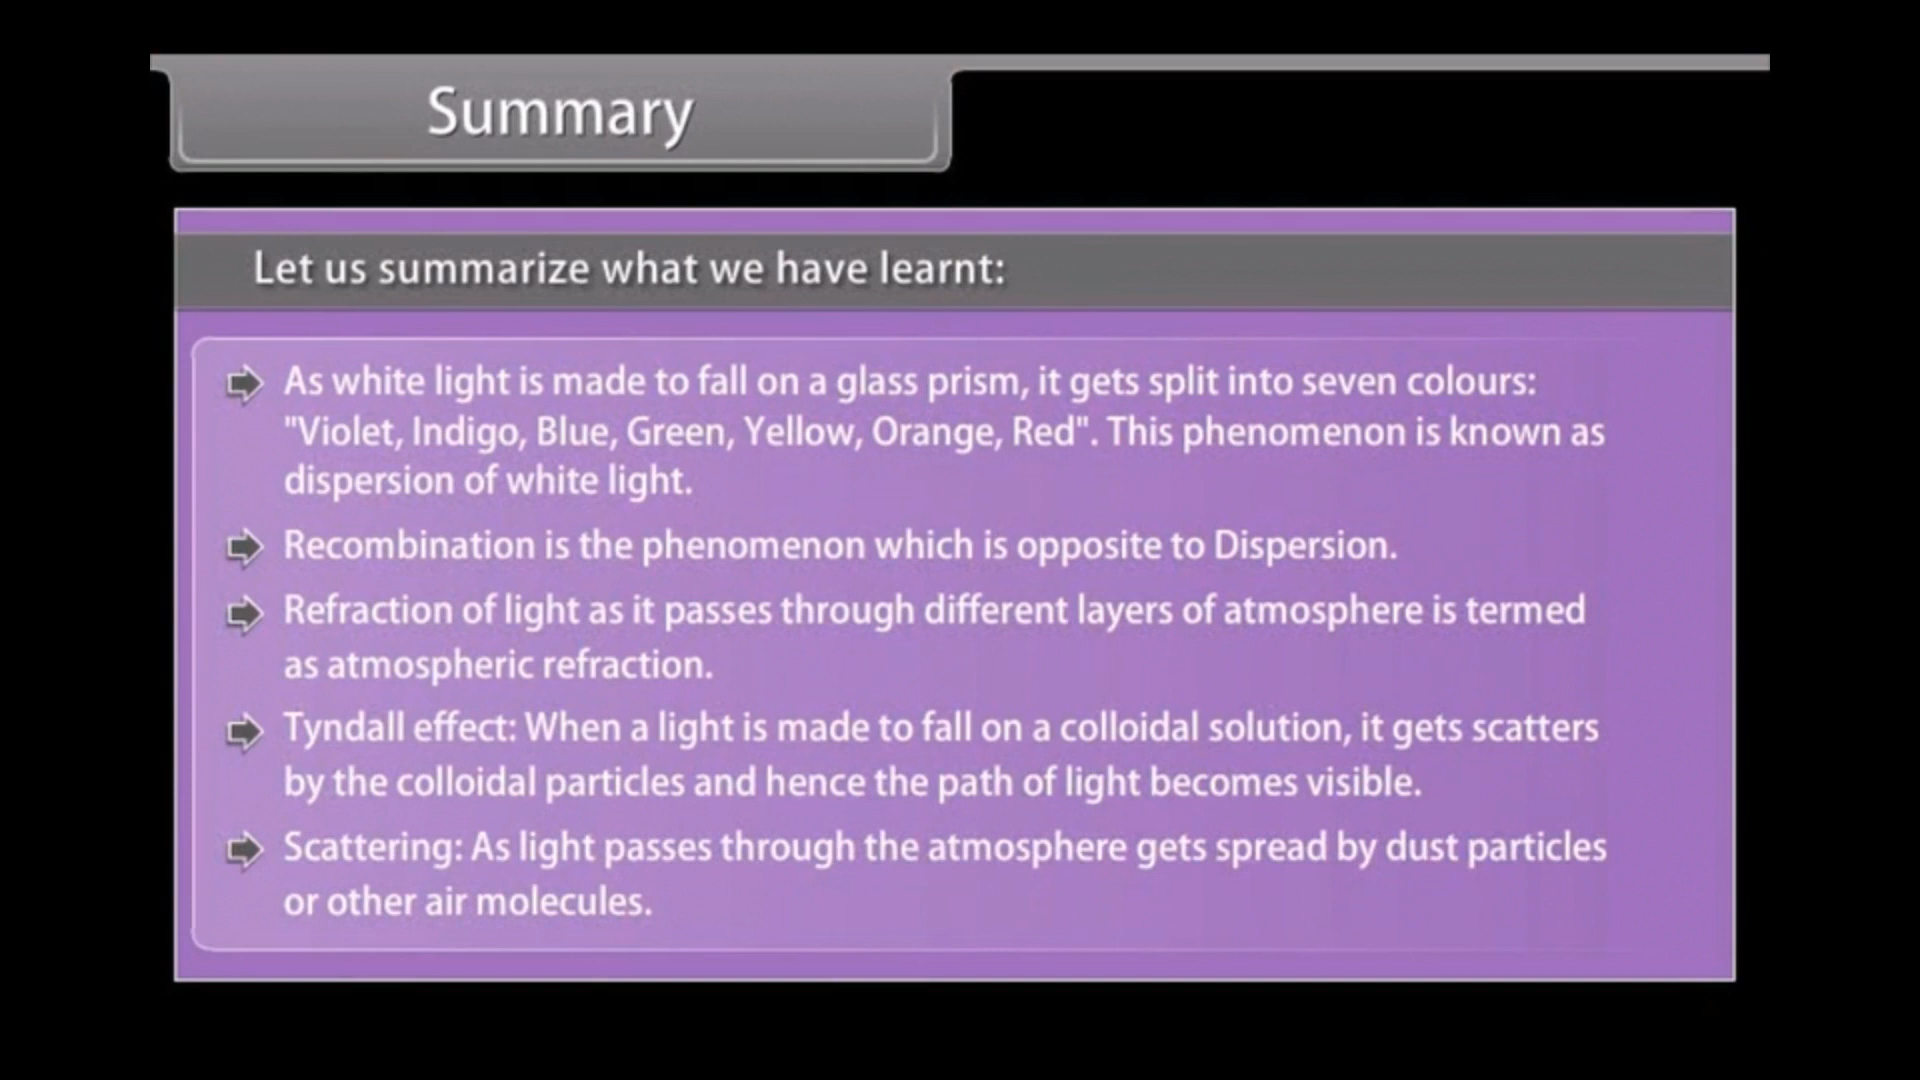 Summary
Let us summarize what we have learnt:
As white light is made to fall on a glass prism, it gets split into seven colours:
"Violet, Indigo, Blue, Green, Yellow, Orange, Red". This phenomenon is known as
dispersion of white light.
Recombination is the phenomenon which is opposite to Dispersion.
Refraction of light as it passes through different layers of atmosphere is termed
as atmospheric refraction.
Tyndall effect: When a light is made to fall on a colloidal solution, it gets scatters
by the colloidal particles and hence the path of light becomes visible.
Scattering: As light passes through the atmosphere gets spread by dust particles
or other air molecules.